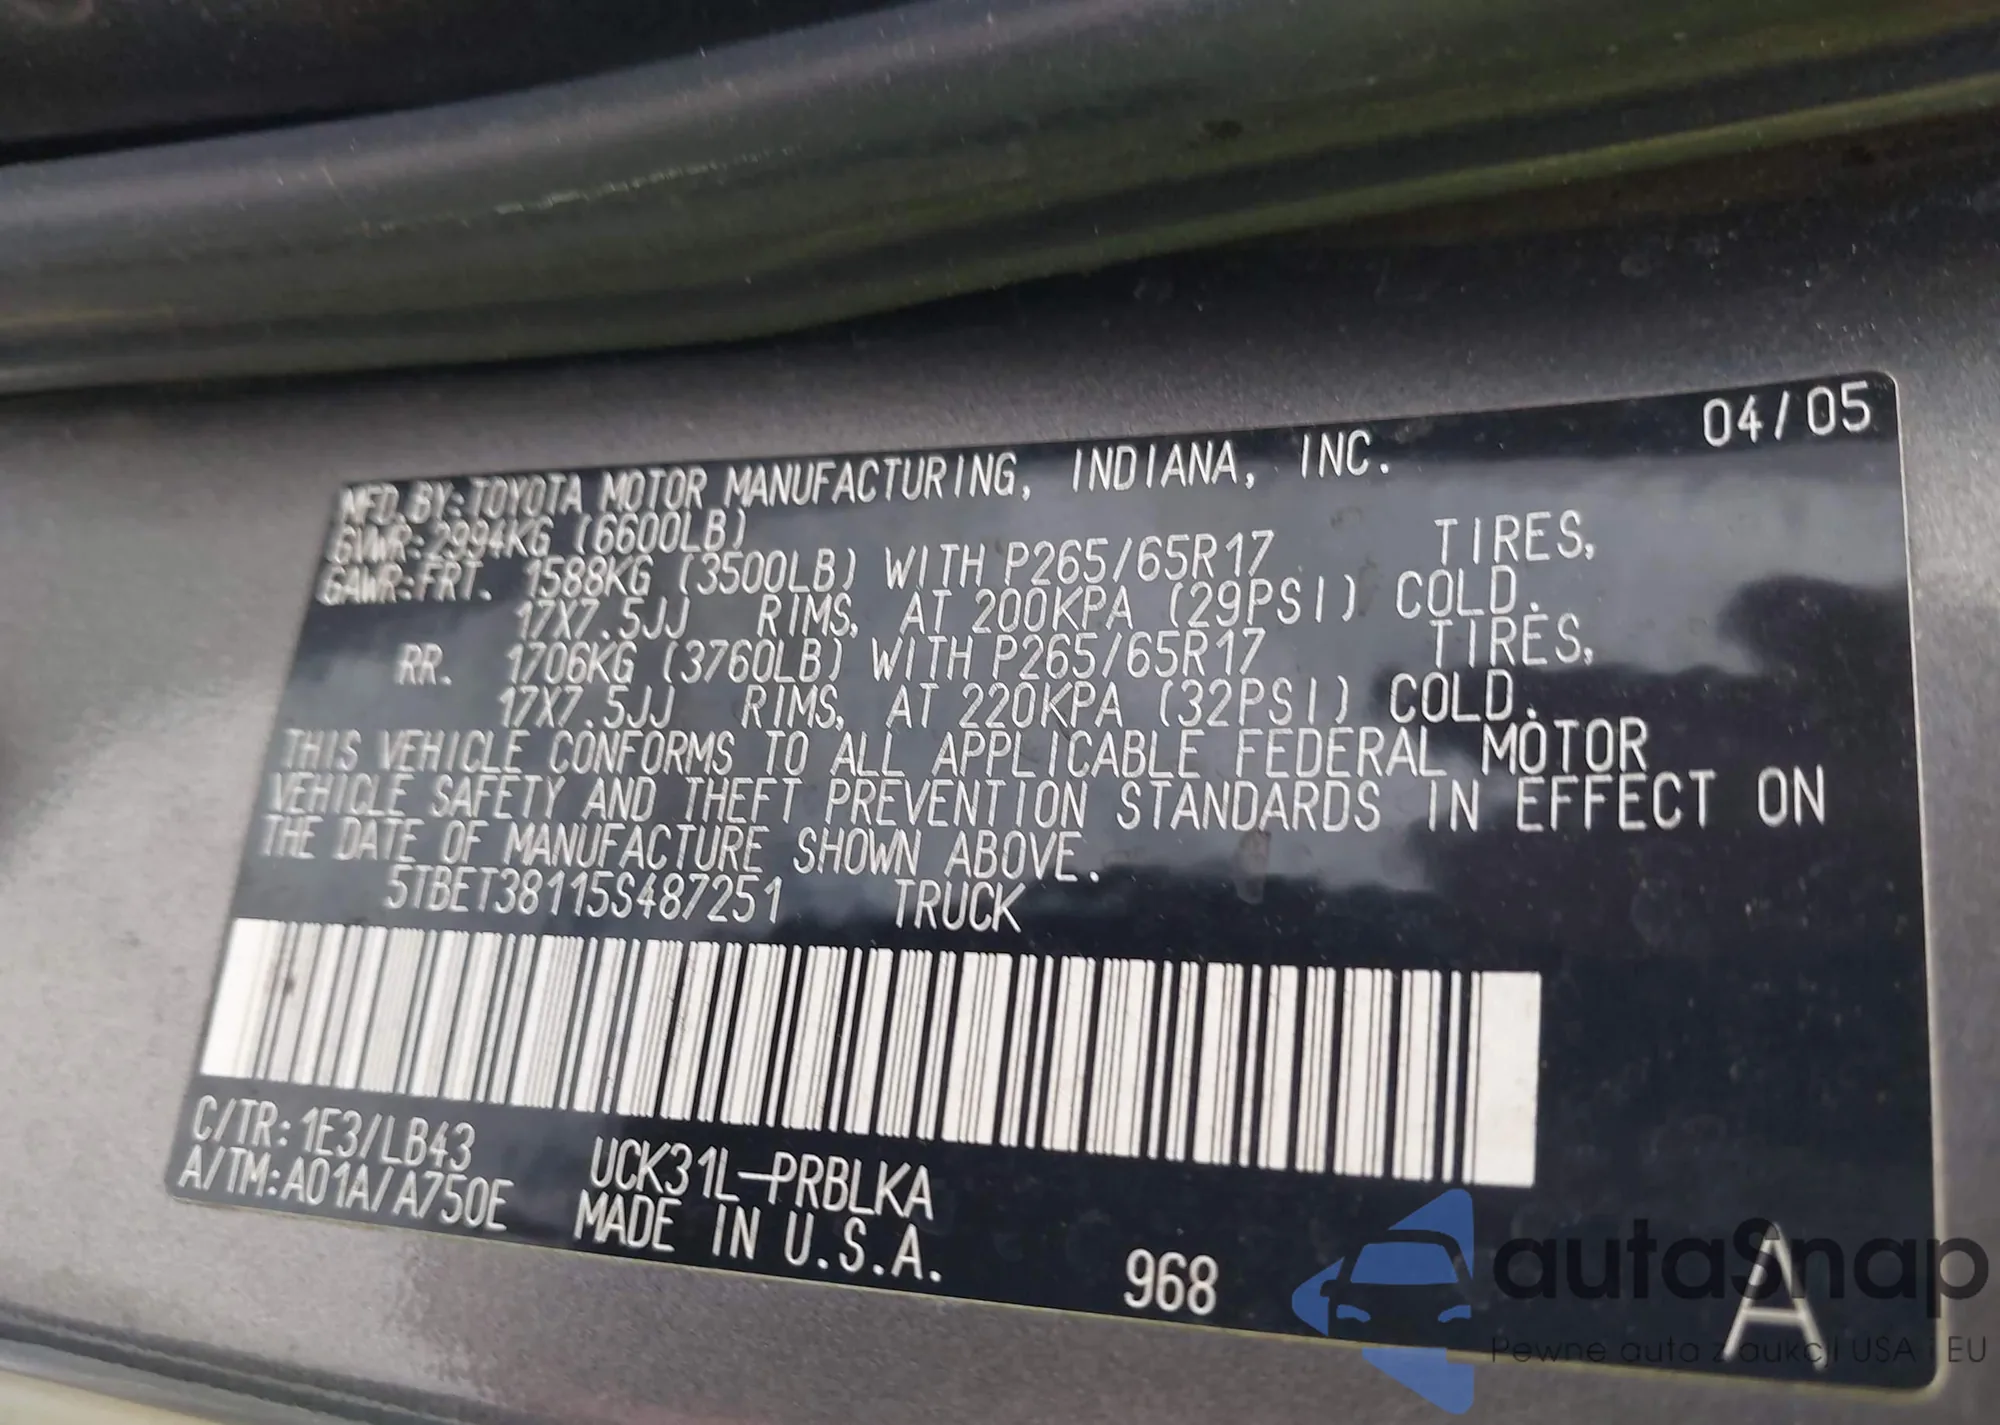 04/05
MFD.BY:TOYOTA MOTOR MANUFACTURING, INDIANA, INC.
GVWR:2994KG (6600LB)
GAWR:FRT. 1588KG (3500LB) WITH P265/65R17 TIRES,
17X7.5JJ RIMS, AT 200KPA (29PSI) COLD.
RR. 1706KG (3760LB) WITH P265/65R17 TIRES,
17X7.5JJ RIMS, AT 220KPA (32PSI) COLD.
THIS VEHICLE CONFORMS TO ALL APPLICABLE FEDERAL MOTOR
VEHICLE SAFETY AND THEFT PREVENTION STANDARDS IN EFFECT ON
THE DATE OF MANUFACTURE SHOWN ABOVE.
5TBET38115S487251 TRUCK
C/TR:1E3/LB43 UCK31L-PRBLKA
A/TM:A01A/A750E MADE IN U.S.A. 968 A
autaSnap
Pewne auta z aukcji USA i EU